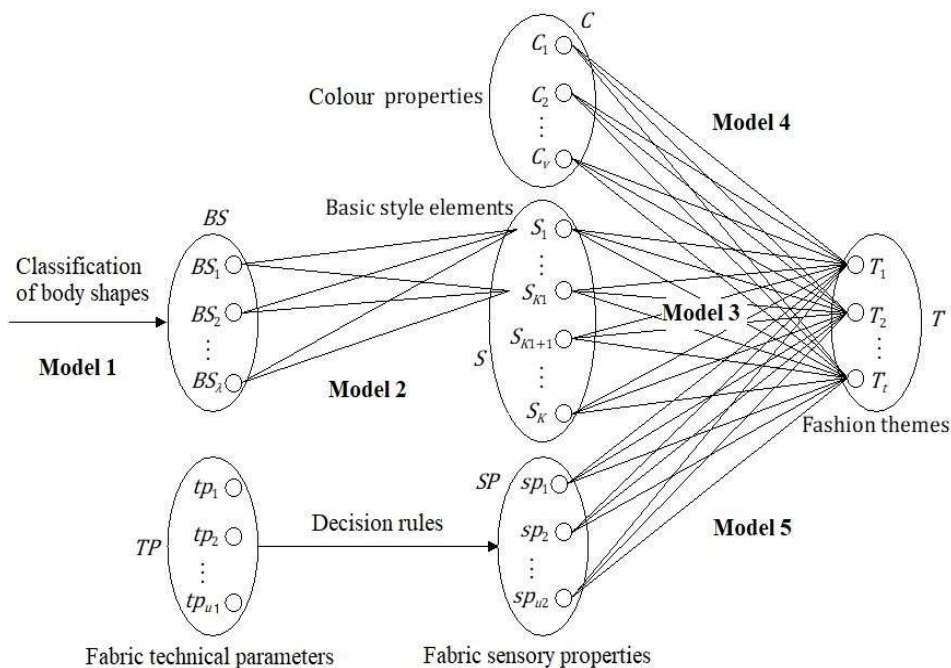 C
C1
C2
⋮
Cv
Colour properties
Model 4
Basic style elements
BS
S1
⋮
SK1
SK1+1
⋮
SK
S
Classification
of body shapes
BS1
BS2
⋮
BSλ
Model 1
Model 2
Model 3
T1
T2
⋮
Tt
T
Fashion themes
TP
tp1
tp2
⋮
tpu1
Decision rules
SP
sp1
sp2
⋮
spu2
Model 5
Fabric technical parameters
Fabric sensory properties